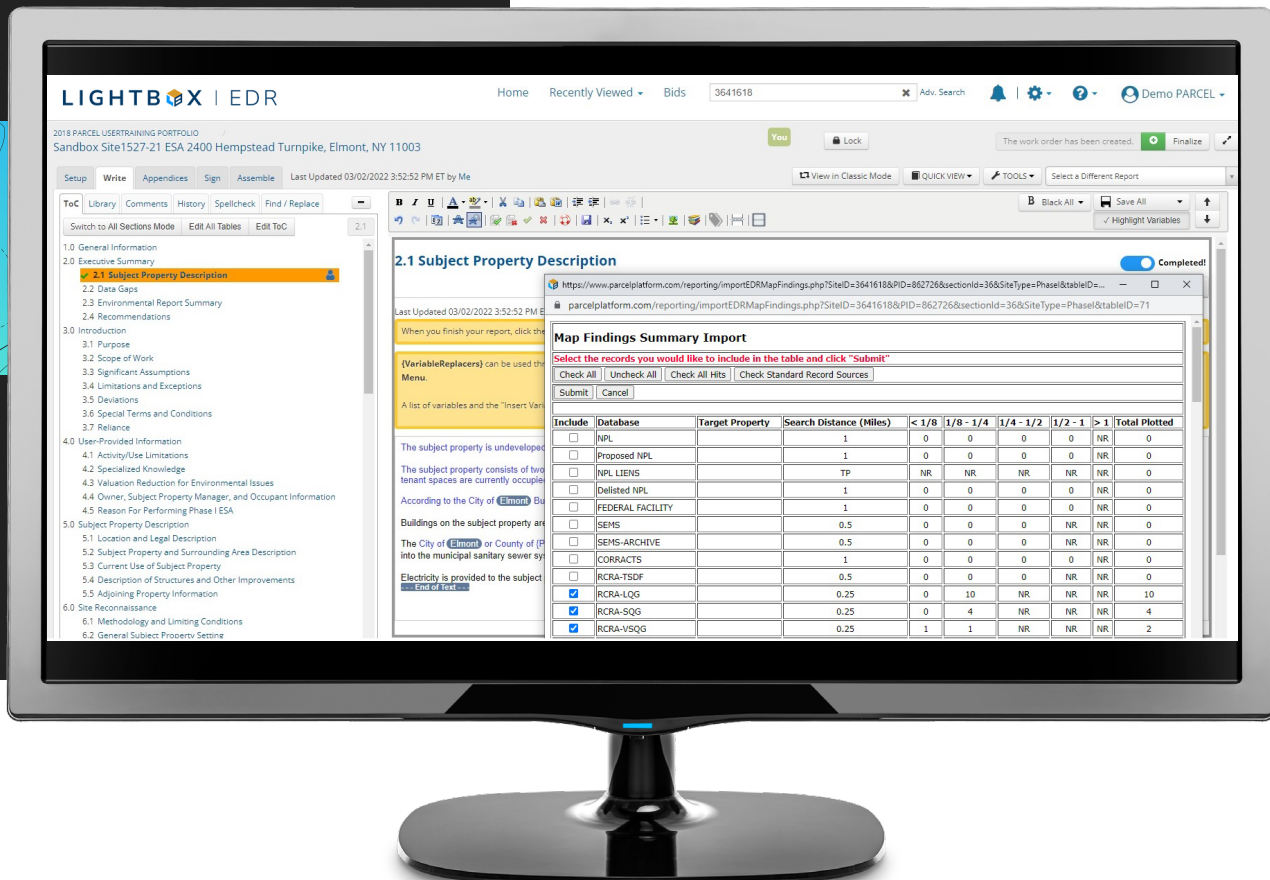 LIGHTBOX | EDR
Home Recently Viewed Bids 3641618 Adv. Search Demo PARCEL
2018 PARCEL USERTRAINING PORTFOLIO /
Sandbox Site1527-21 ESA 2400 Hempstead Turnpike, Elmont, NY 11003
You Lock The work order has been created. Finalize
Setup Write Appendices Sign Assemble Last Updated 03/02/2022 3:52:52 PM ET by Me
View in Classic Mode QUICK VIEW TOOLS Select a Different Report
ToC Library Comments History Spellcheck Find / Replace
B I U A Black All Save All
Switch to All Sections Mode Edit All Tables Edit ToC 2.1
Highlight Variables
1.0 General Information
2.0 Executive Summary
2.1 Subject Property Description
2.2 Data Gaps
2.3 Environmental Report Summary
2.4 Recommendations
3.0 Introduction
3.1 Purpose
3.2 Scope of Work
3.3 Significant Assumptions
3.4 Limitations and Exceptions
3.5 Deviations
3.6 Special Terms and Conditions
3.7 Reliance
4.0 User-Provided Information
4.1 Activity/Use Limitations
4.2 Specialized Knowledge
4.3 Valuation Reduction for Environmental Issues
4.4 Owner, Subject Property Manager, and Occupant Information
4.5 Reason For Performing Phase I ESA
5.0 Subject Property Description
5.1 Location and Legal Description
5.2 Subject Property and Surrounding Area Description
5.3 Current Use of Subject Property
5.4 Description of Structures and Other Improvements
5.5 Adjoining Property Information
6.0 Site Reconnaissance
6.1 Methodology and Limiting Conditions
6.2 General Subject Property Setting
2.1 Subject Property Description
Completed!
Last Updated 03/02/2022 3:52:52 PM E
When you finish your report, click the
{VariableReplacers} can be used thr
Menu.
A list of variables and the "Insert Vari
The subject property is undeveloped
The subject property consists of two
tenant spaces are currently occupie
According to the City of Elmont Bu
Buildings on the subject property are
The City of Elmont or County of {P
into the municipal sanitary sewer sys
Electricity is provided to the subject
- - - End of Text - - -
https://www.parcelplatform.com/reporting/importEDRMapFindings.php?SiteID=3641618&PID=862726&sectionId=36&SiteType=PhaseI&tableID=...
parcelplatform.com/reporting/importEDRMapFindings.php?SiteID=3641618&PID=862726&sectionId=36&SiteType=PhaseI&tableID=71
Map Findings Summary Import
Select the records you would like to include in the table and click "Submit"
Check All Uncheck All Check All Hits Check Standard Record Sources
Submit Cancel
Include Database Target Property Search Distance (Miles) < 1/8 1/8 - 1/4 1/4 - 1/2 1/2 - 1 > 1 Total Plotted
NPL 1 0 0 0 0 NR 0
Proposed NPL 1 0 0 0 0 NR 0
NPL LIENS TP NR NR NR NR NR 0
Delisted NPL 1 0 0 0 0 NR 0
FEDERAL FACILITY 1 0 0 0 0 NR 0
SEMS 0.5 0 0 0 NR NR 0
SEMS-ARCHIVE 0.5 0 0 0 NR NR 0
CORRACTS 1 0 0 0 0 NR 0
RCRA-TSDF 0.5 0 0 0 NR NR 0
RCRA-LQG 0.25 0 10 NR NR NR 10
RCRA-SQG 0.25 0 4 NR NR NR 4
RCRA-VSQG 0.25 1 1 NR NR NR 2